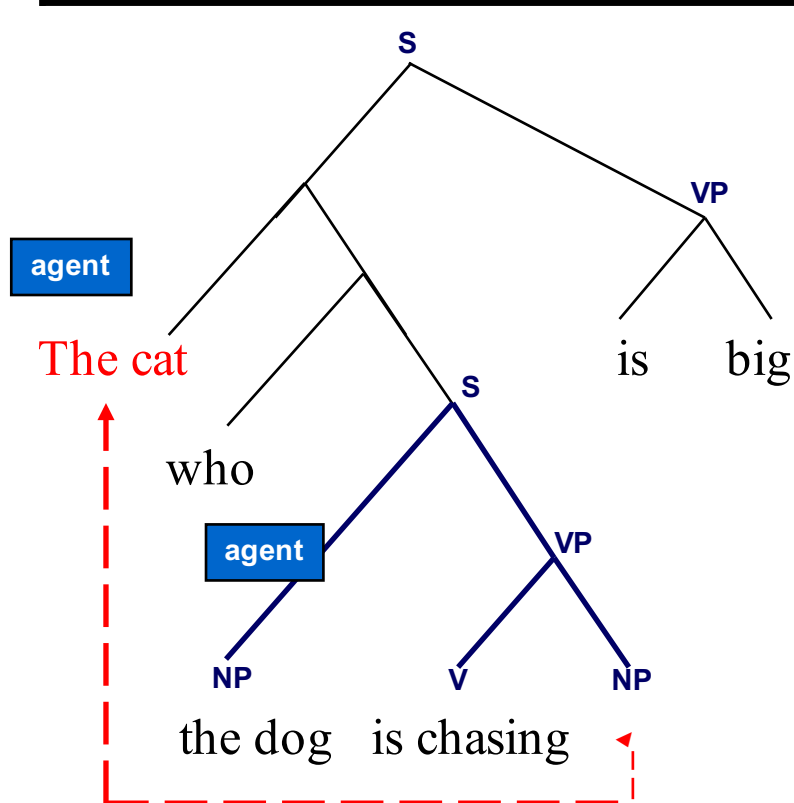 S
VP
agent
The cat
is big
S
who
agent
VP
NP V NP
the dog is chasing